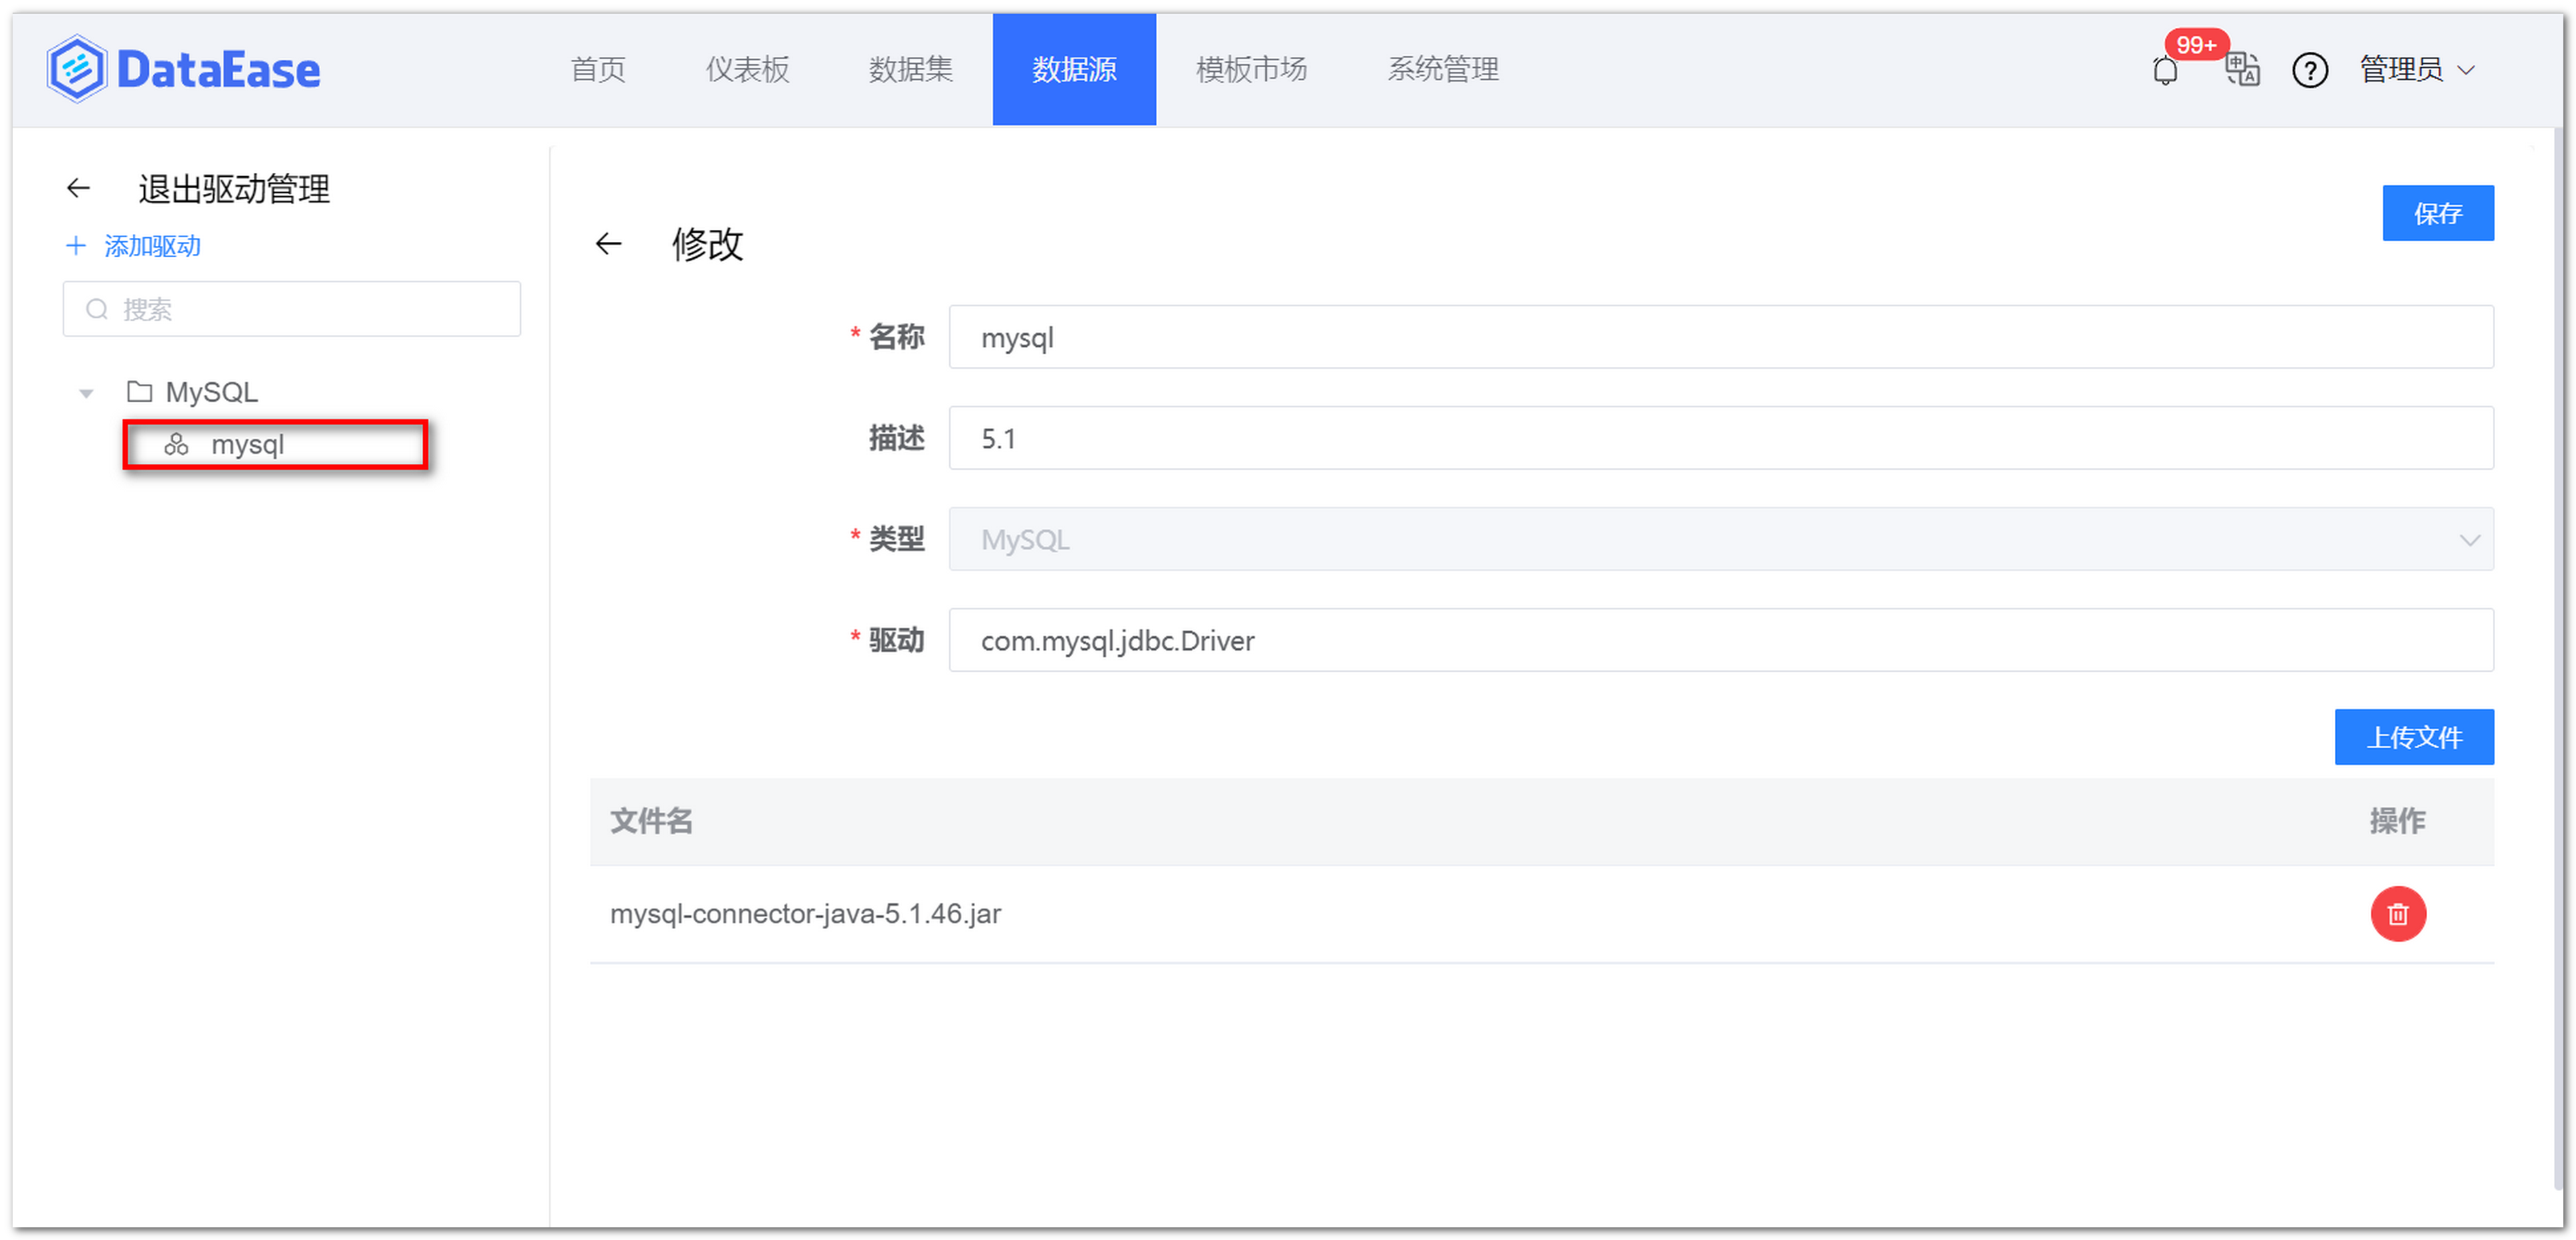 DataEase
首页 仪表板 数据集 数据源 模板市场 系统管理
99+
中 A
?
管理员
退出驱动管理
添加驱动
搜索
MySQL
mysql
修改
保存
* 名称 mysql
描述 5.1
* 类型 MySQL
* 驱动 com.mysql.jdbc.Driver
上传文件
文件名 操作
mysql-connector-java-5.1.46.jar